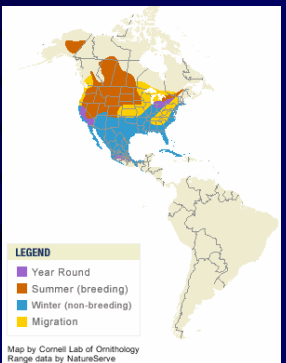 LEGEND
Year Round
Summer (breeding)
Winter (non-breeding)
Migration
Map by Cornell Lab of Ornithology
Range data by NatureServe